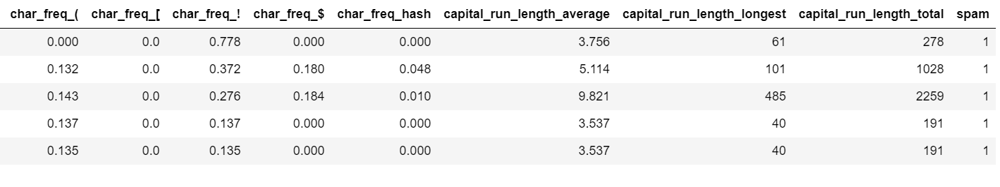 char_freq_( char_freq_[ char_freq_! char_freq_$ char_freq_hash capital_run_length_average capital_run_length_longest capital_run_length_total spam
0.000 0.0 0.778 0.000 0.000 3.756 61 278 1
0.132 0.0 0.372 0.180 0.048 5.114 101 1028 1
0.143 0.0 0.276 0.184 0.010 9.821 485 2259 1
0.137 0.0 0.137 0.000 0.000 3.537 40 191 1
0.135 0.0 0.135 0.000 0.000 3.537 40 191 1